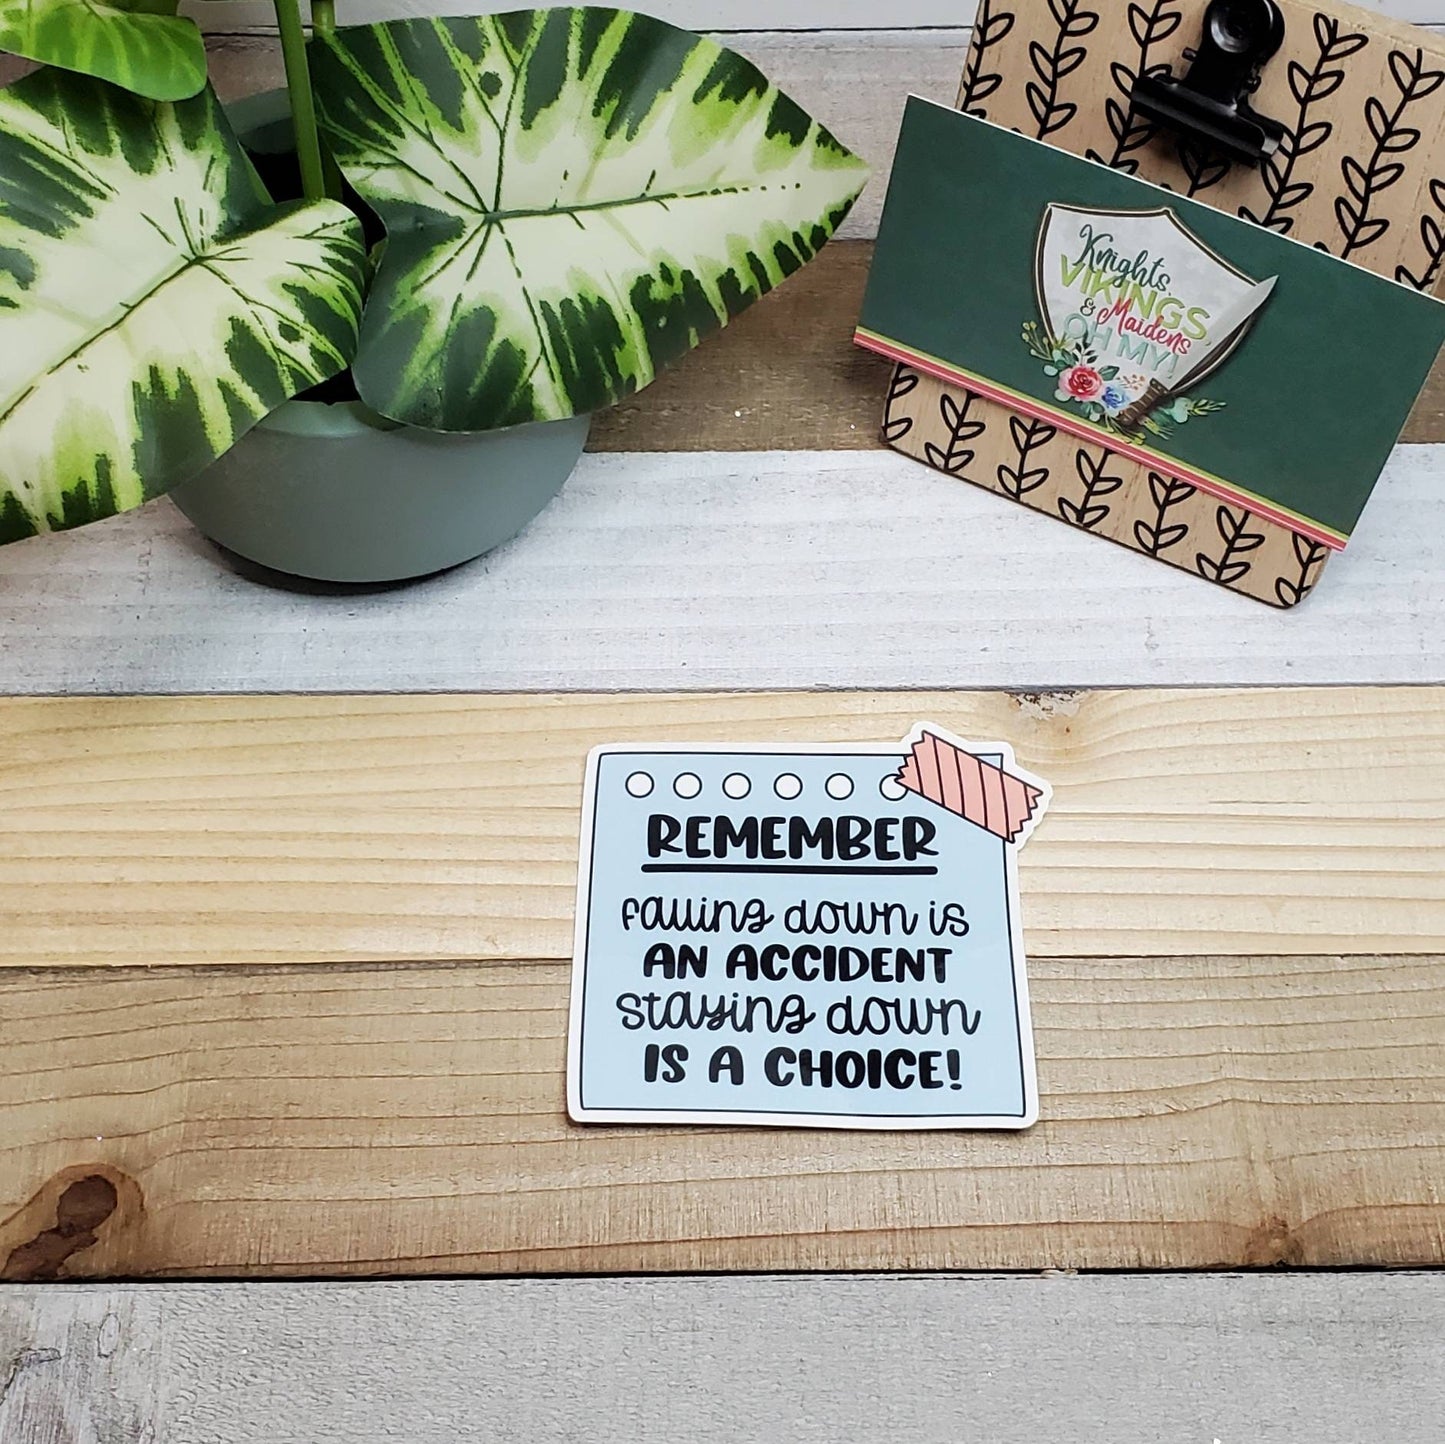 Knights,
VIKINGS,
& Maidens
OH MY!
REMEMBER
falling down is
AN ACCIDENT
staying down
IS A CHOICE!